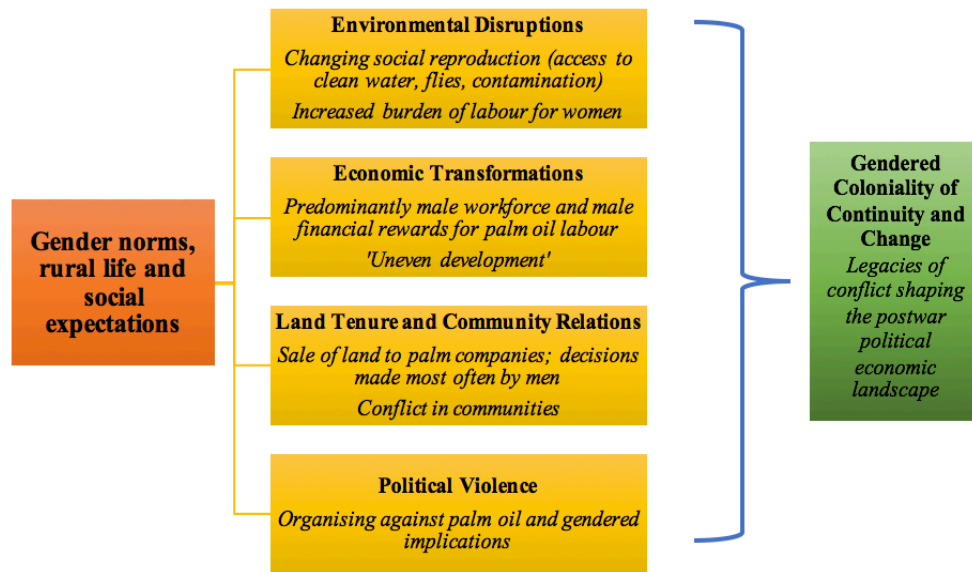 Gender norms,
rural life and
social
expectations
Environmental Disruptions
Changing social reproduction (access to
clean water, flies, contamination)
Increased burden of labour for women
Economic Transformations
Predominantly male workforce and male
financial rewards for palm oil labour
'Uneven development'
Land Tenure and Community Relations
Sale of land to palm companies; decisions
made most often by men
Conflict in communities
Political Violence
Organising against palm oil and gendered
implications
Gendered
Coloniality of
Continuity and
Change
Legacies of
conflict shaping
the postwar
political
economic
landscape